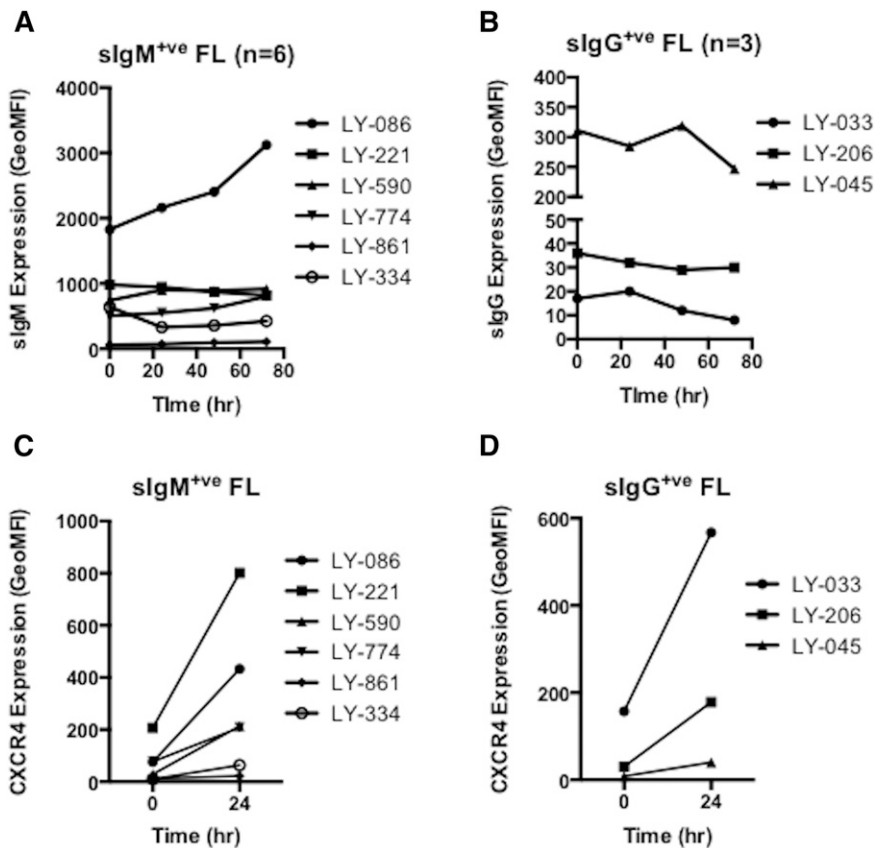 A
sIgM+ve FL (n=6)
sIgM Expression (GeoMFI)
4000
3000
2000
1000
0
0 20 40 60 80
TIme (hr)
LY-086
LY-221
LY-590
LY-774
LY-861
LY-334
B
sIgG+ve FL (n=3)
sIgG Expression (GeoMFI)
400
350
300
250
200
50
40
30
20
10
0
0 20 40 60 80
TIme (hr)
LY-033
LY-206
LY-045
C
sIgM+ve FL
CXCR4 Expression (GeoMFI)
1000
800
600
400
200
0
0 24
Time (hr)
LY-086
LY-221
LY-590
LY-774
LY-861
LY-334
D
sIgG+ve FL
CXCR4 Expression (GeoMFI)
600
400
200
0
0 24
Time (hr)
LY-033
LY-206
LY-045